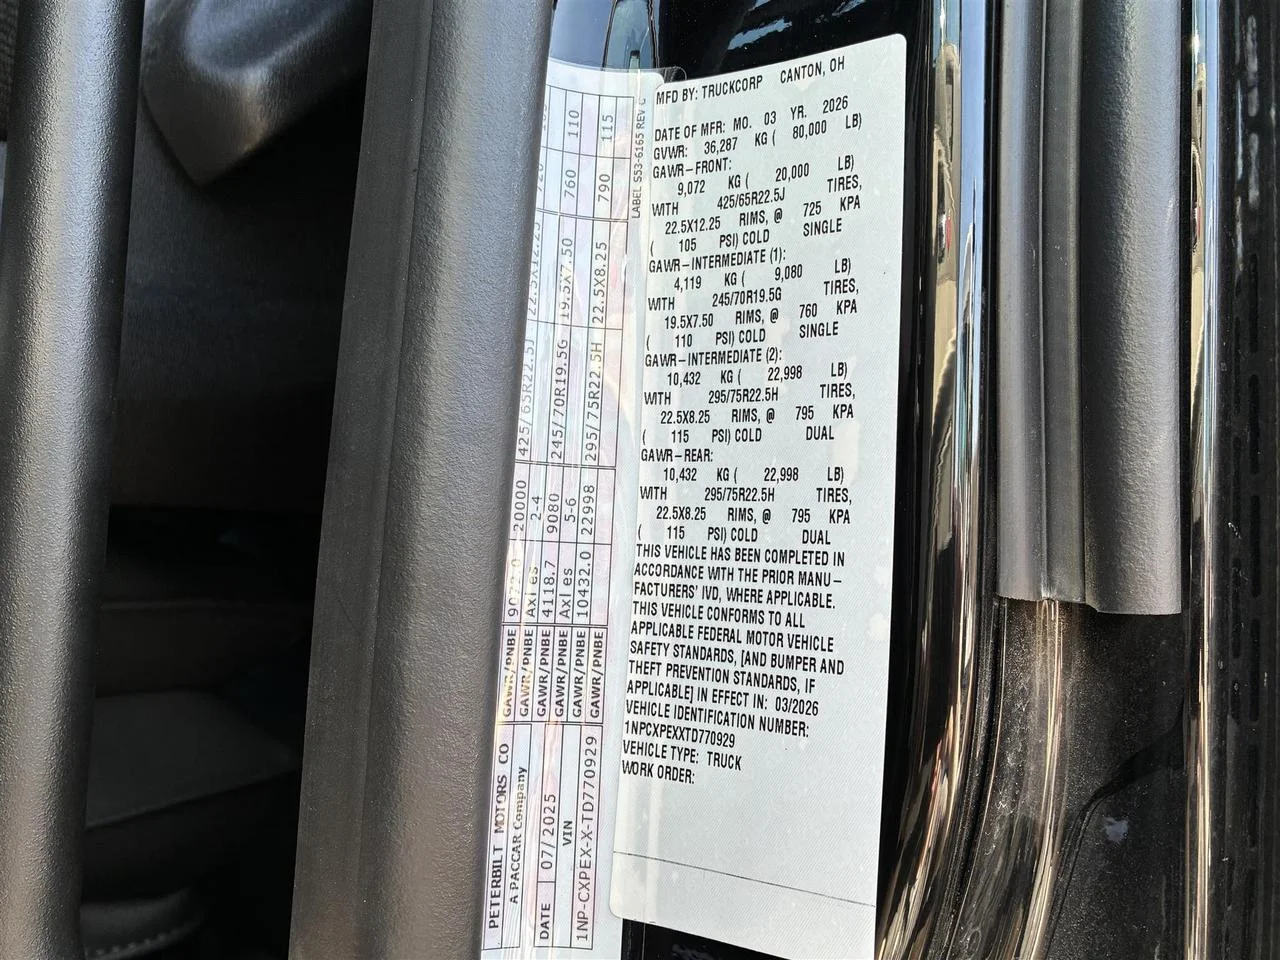 MFD BY: TRUCKCORP CANTON, OH
DATE OF MFR: MO. 03 YR. 2026
GVWR: 36,287 KG ( 80,000 LB)
GAWR-FRONT:
9,072 KG ( 20,000 LB)
WITH 425/65R22.5J TIRES,
22.5X12.25 RIMS, @ 725 KPA
( 105 PSI) COLD SINGLE
GAWR-INTERMEDIATE (1):
4,119 KG ( 9,080 LB)
WITH 245/70R19.5G TIRES,
19.5X7.50 RIMS, @ 760 KPA
( 110 PSI) COLD SINGLE
GAWR-INTERMEDIATE (2):
10,432 KG ( 22,998 LB)
WITH 295/75R22.5H TIRES,
22.5X8.25 RIMS, @ 795 KPA
( 115 PSI) COLD DUAL
GAWR-REAR:
10,432 KG ( 22,998 LB)
WITH 295/75R22.5H TIRES,
22.5X8.25 RIMS, @ 795 KPA
( 115 PSI) COLD DUAL
THIS VEHICLE HAS BEEN COMPLETED IN
ACCORDANCE WITH THE PRIOR MANU-
FACTURERS' IVD, WHERE APPLICABLE.
THIS VEHICLE CONFORMS TO ALL
APPLICABLE FEDERAL MOTOR VEHICLE
SAFETY STANDARDS, [AND BUMPER AND
THEFT PREVENTION STANDARDS, IF
APPLICABLE] IN EFFECT IN: 03/2026
VEHICLE IDENTIFICATION NUMBER:
1NPCXPEXXTD770929
VEHICLE TYPE: TRUCK
WORK ORDER:
PETERBILT MOTORS CO
A PACCAR Company
DATE 07/2025
VIN
1NP-CXPEX-X-TD770929
GAWR/PNBE 20000 425/65R22.5J 22.5X12.25
GAWR/PNBE Axles 2-4
GAWR/PNBE 4118.7 9080 245/70R19.5G 19.5X7.50 760 110
GAWR/PNBE Axles 5-6
GAWR/PNBE 10432.0 22998 295/75R22.5H 22.5X8.25 790 115
GAWR/PNBE
LABEL S53-6165 REV